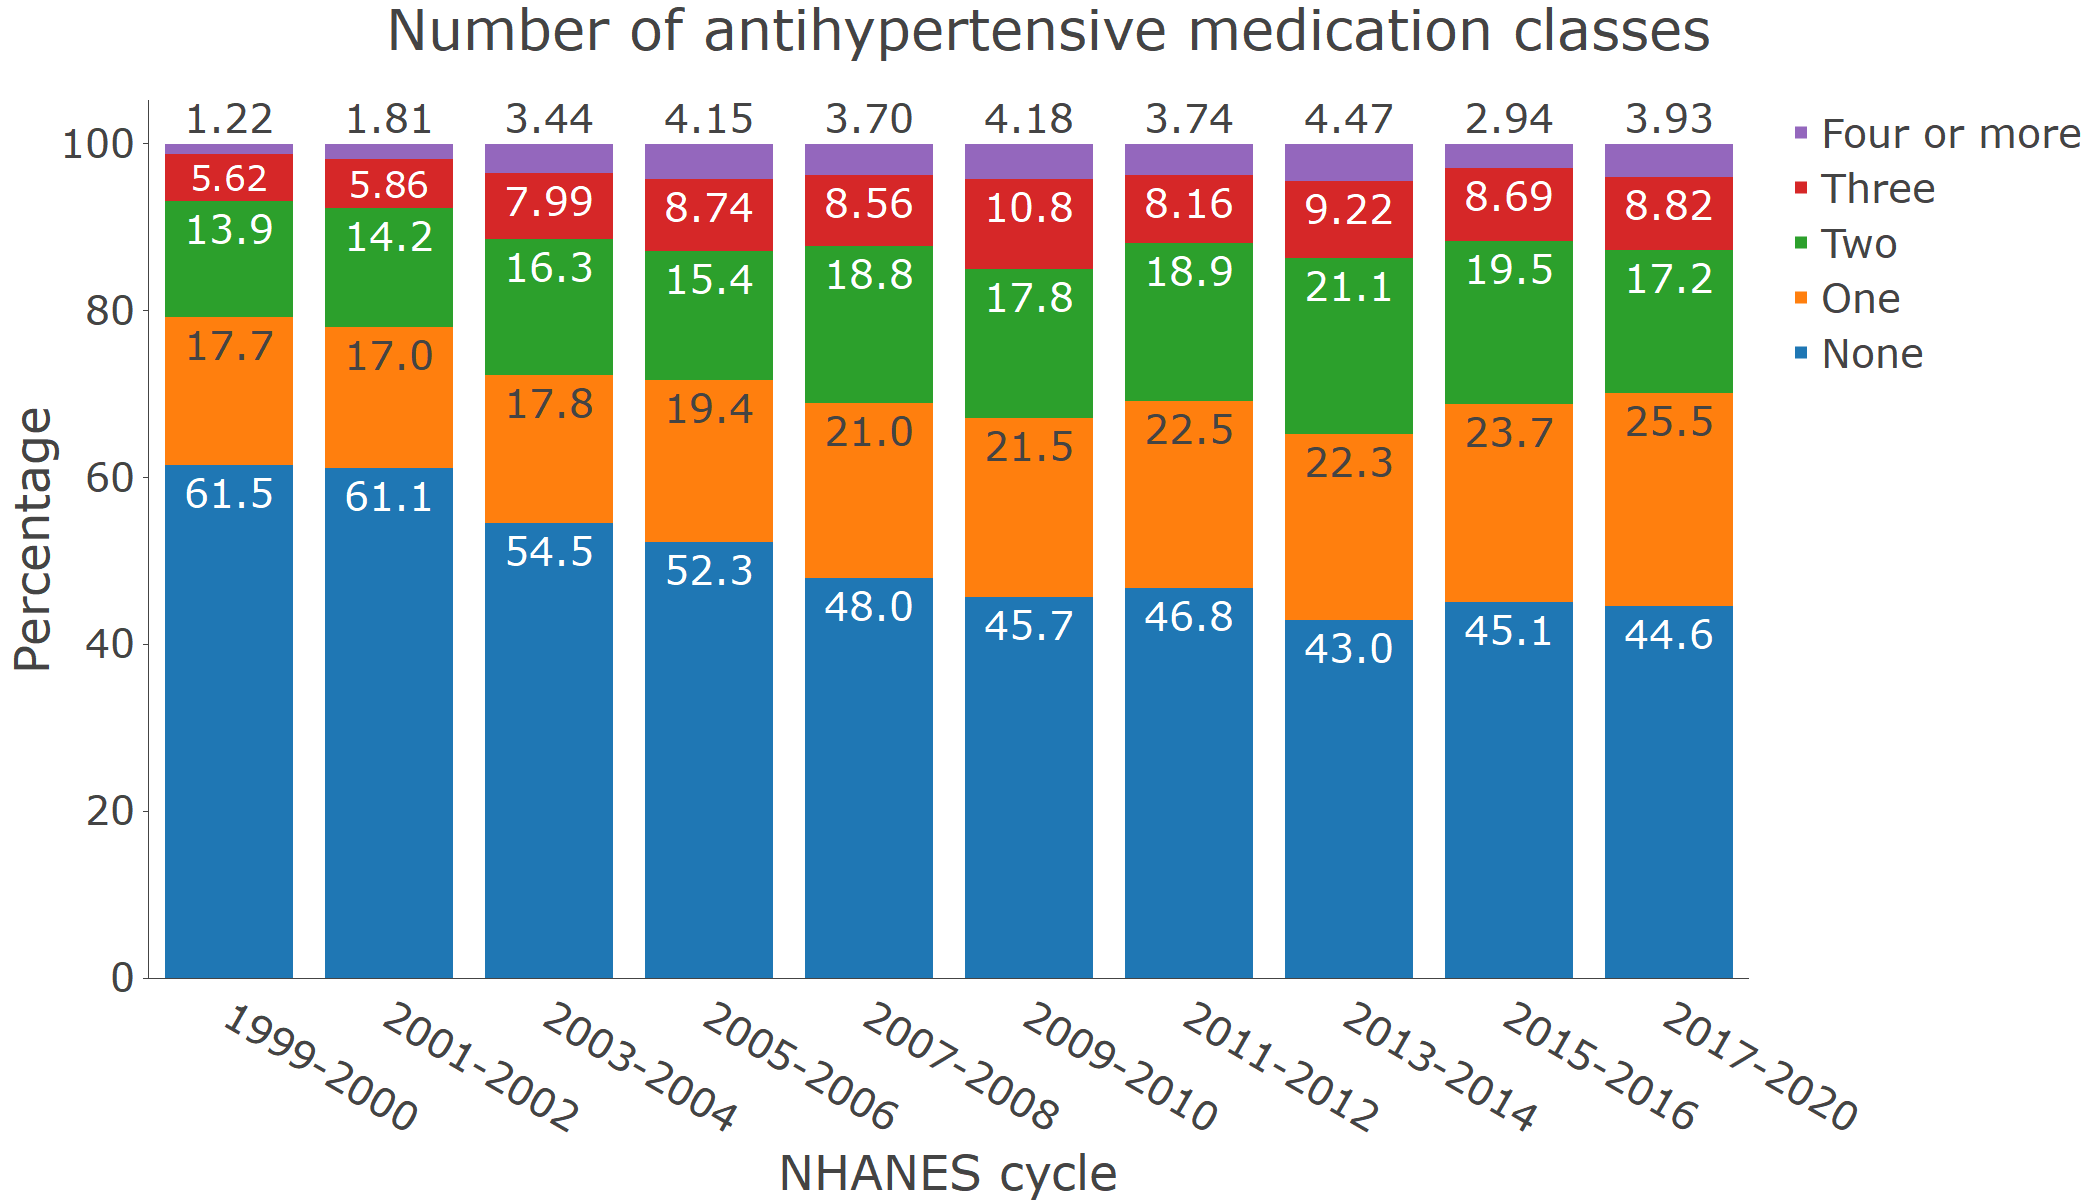 Number of antihypertensive medication classes
1.22 1.81 3.44 4.15 3.70 4.18 3.74 4.47 2.94 3.93
5.62 5.86 7.99 8.74 8.56 10.8 8.16 9.22 8.69 8.82
13.9 14.2 16.3 15.4 18.8 17.8 18.9 21.1 19.5 17.2
17.7 17.0 17.8 19.4 21.0 21.5 22.5 22.3 23.7 25.5
61.5 61.1 54.5 52.3 48.0 45.7 46.8 43.0 45.1 44.6
100
80
60
40
20
0
Percentage
1999-2000 2001-2002 2003-2004 2005-2006 2007-2008 2009-2010 2011-2012 2013-2014 2015-2016 2017-2020
NHANES cycle
Four or more
Three
Two
One
None